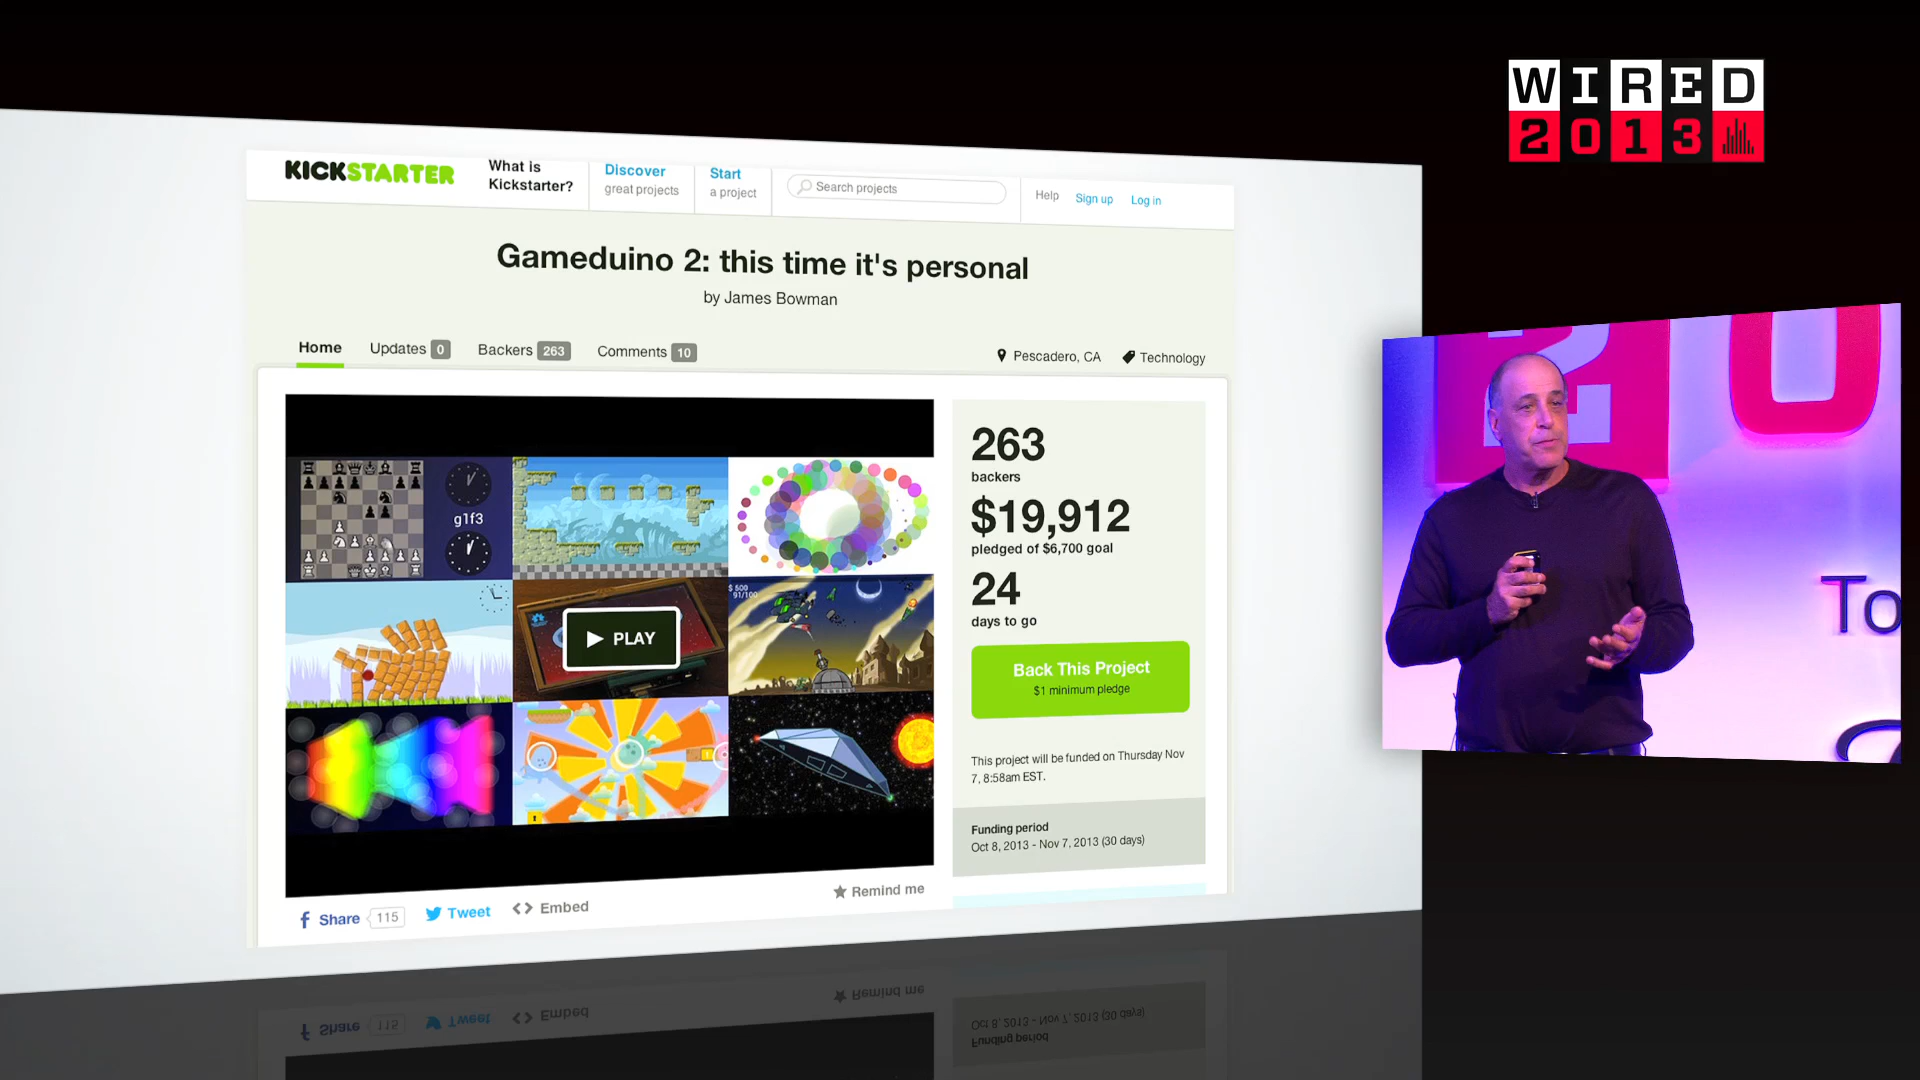 WIRED
2013
KICKSTARTER
What is
Kickstarter?
Discover
great projects
Start
a project
Search projects
Help
Sign up
Log in
Gameduino 2: this time it's personal
by James Bowman
Home
Updates 0
Backers 263
Comments 10
Pescadero, CA
Technology
g1f3
$ 500
91/100
PLAY
263
backers
$19,912
pledged of $6,700 goal
24
days to go
Back This Project
$1 minimum pledge
This project will be funded on Thursday Nov
7, 8:58am EST.
Funding period
Oct 8, 2013 - Nov 7, 2013 (30 days)
Remind me
Share 115
Tweet
Embed
20
To